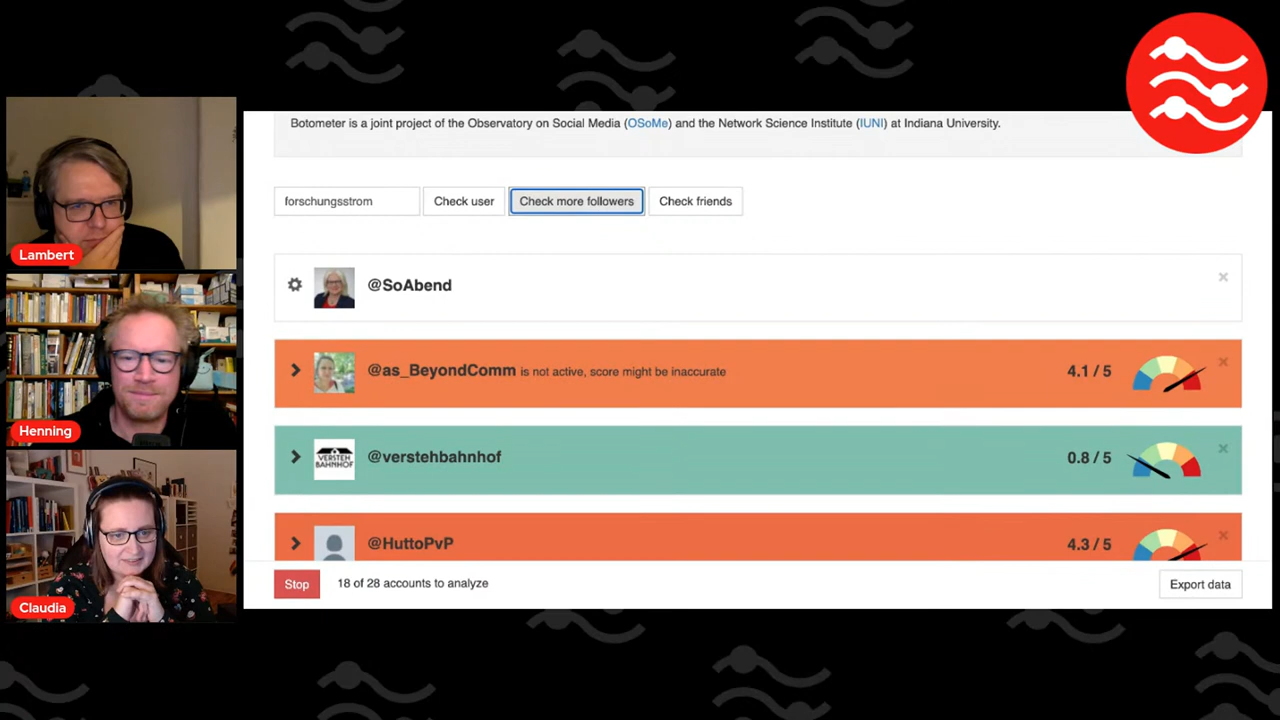 Botometer is a joint project of the Observatory on Social Media (OSoMe) and the Network Science Institute (IUNI) at Indiana University.
forschungsstrom
Check user
Check more followers
Check friends
@SoAbend
@as_BeyondComm is not active, score might be inaccurate
4.1 / 5
VERSTEH
BAHNHOF
@verstehbahnhof
0.8 / 5
@HuttoPvP
4.3 / 5
Stop
18 of 28 accounts to analyze
Export data
Lambert
Henning
Claudia